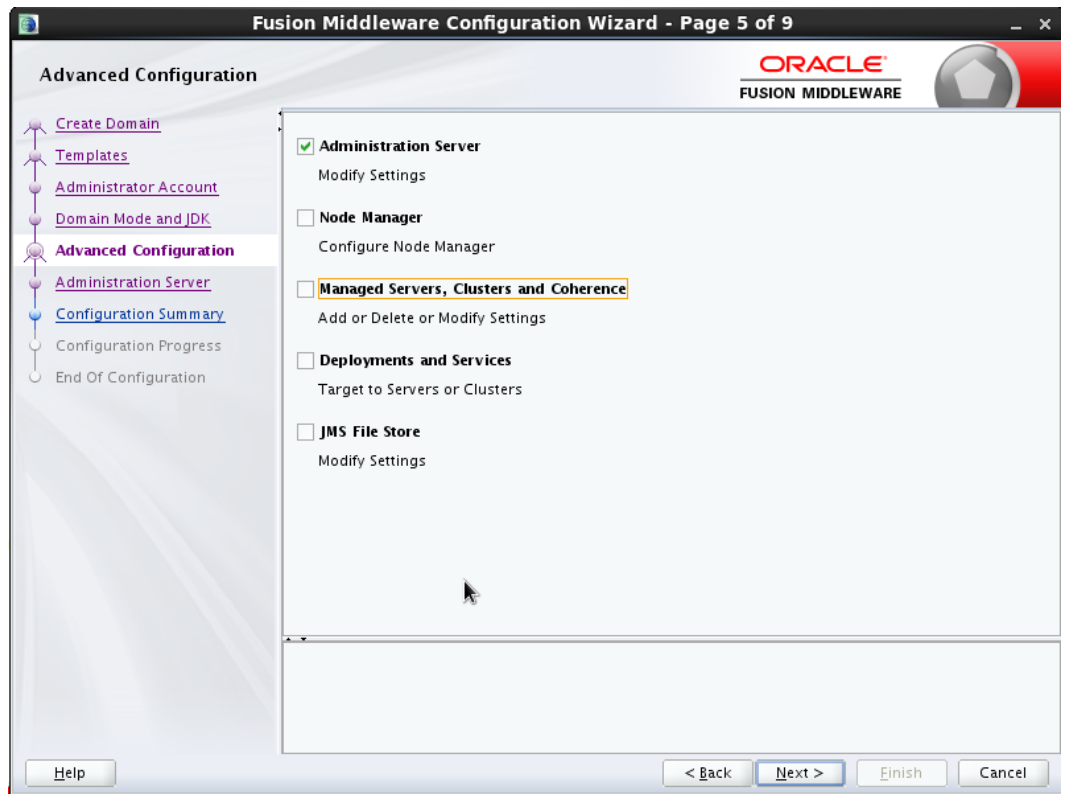 Fusion Middleware Configuration Wizard - Page 5 of 9
Advanced Configuration
ORACLE
FUSION MIDDLEWARE
Create Domain
Templates
Administrator Account
Domain Mode and JDK
Advanced Configuration
Administration Server
Configuration Summary
Configuration Progress
End Of Configuration
Administration Server
Modify Settings
Node Manager
Configure Node Manager
Managed Servers, Clusters and Coherence
Add or Delete or Modify Settings
Deployments and Services
Target to Servers or Clusters
JMS File Store
Modify Settings
Help
< Back
Next >
Finish
Cancel